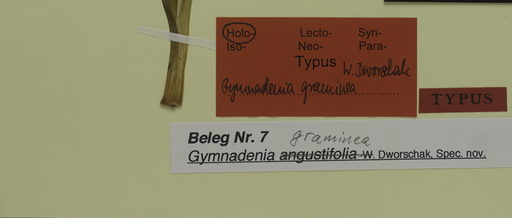 Holo- Lecto- Syn-
Iso- Neo- Para-
Typus W. Dworschak
Gymnadenia graminea
TYPUS
Beleg Nr. 7 graminea
Gymnadenia angustifolia W. Dworschak, Spec. nov.